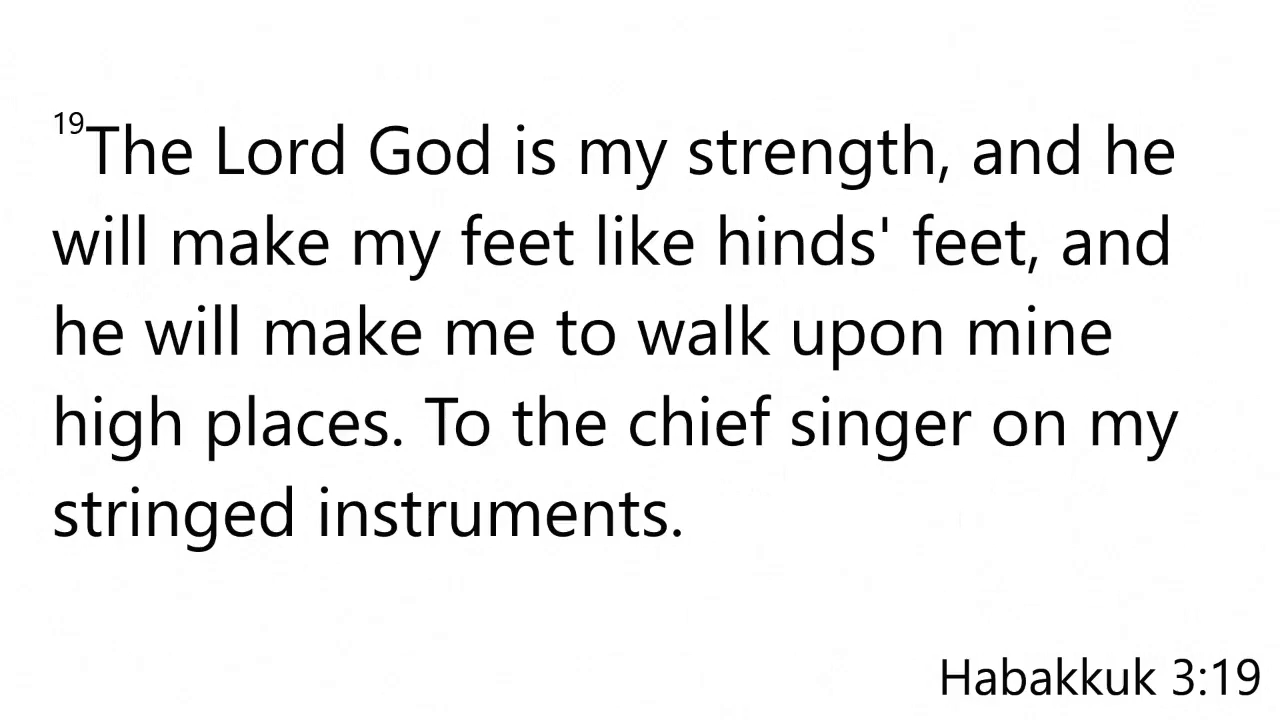 19The Lord God is my strength, and he
will make my feet like hinds' feet, and
he will make me to walk upon mine
high places. To the chief singer on my
stringed instruments.
Habakkuk 3:19